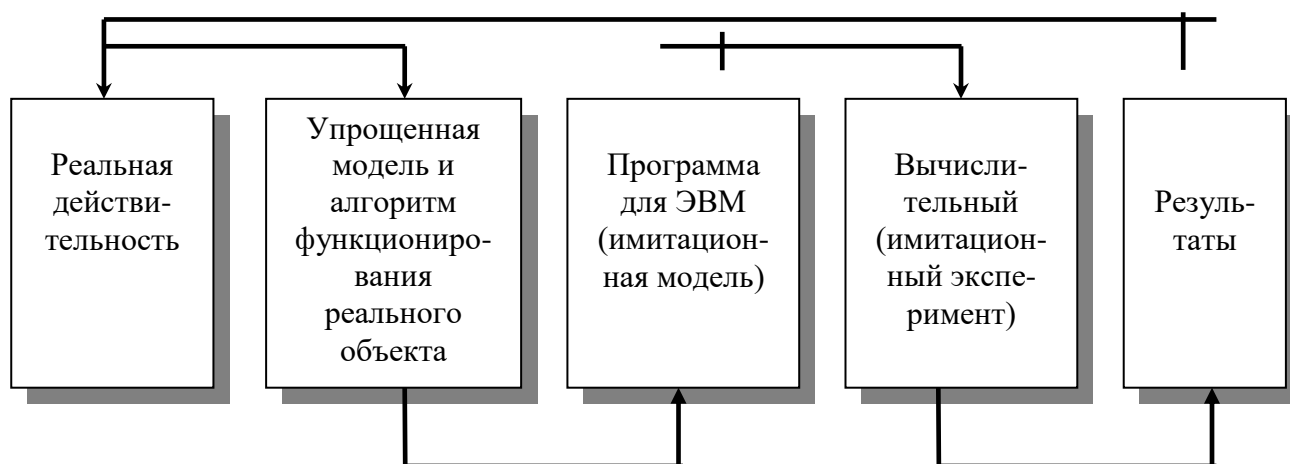 Реальная
действи-
тельность
Упрощенная
модель и
алгоритм
функциониро-
вания
реального
объекта
Программа
для ЭВМ
(имитацион-
ная модель)
Вычисли-
тельный
(имитацион-
ный экспе-
римент)
Резуль-
таты